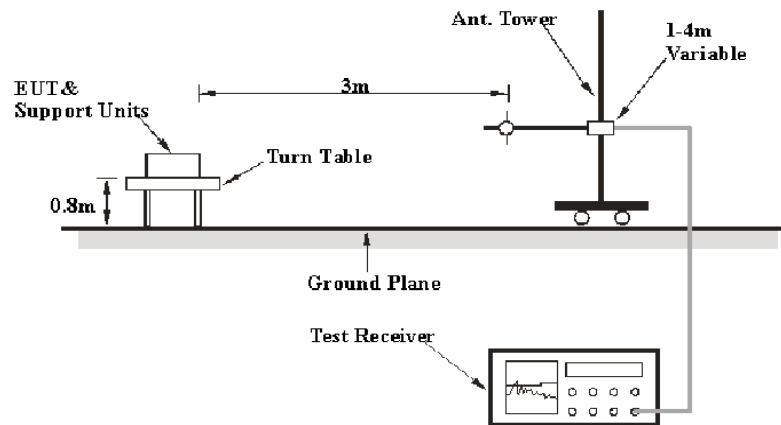 Ant. Tower
1-4m
Variable
EUT&
Support Units
3m
Turn Table
0.8m
Ground Plane
Test Receiver